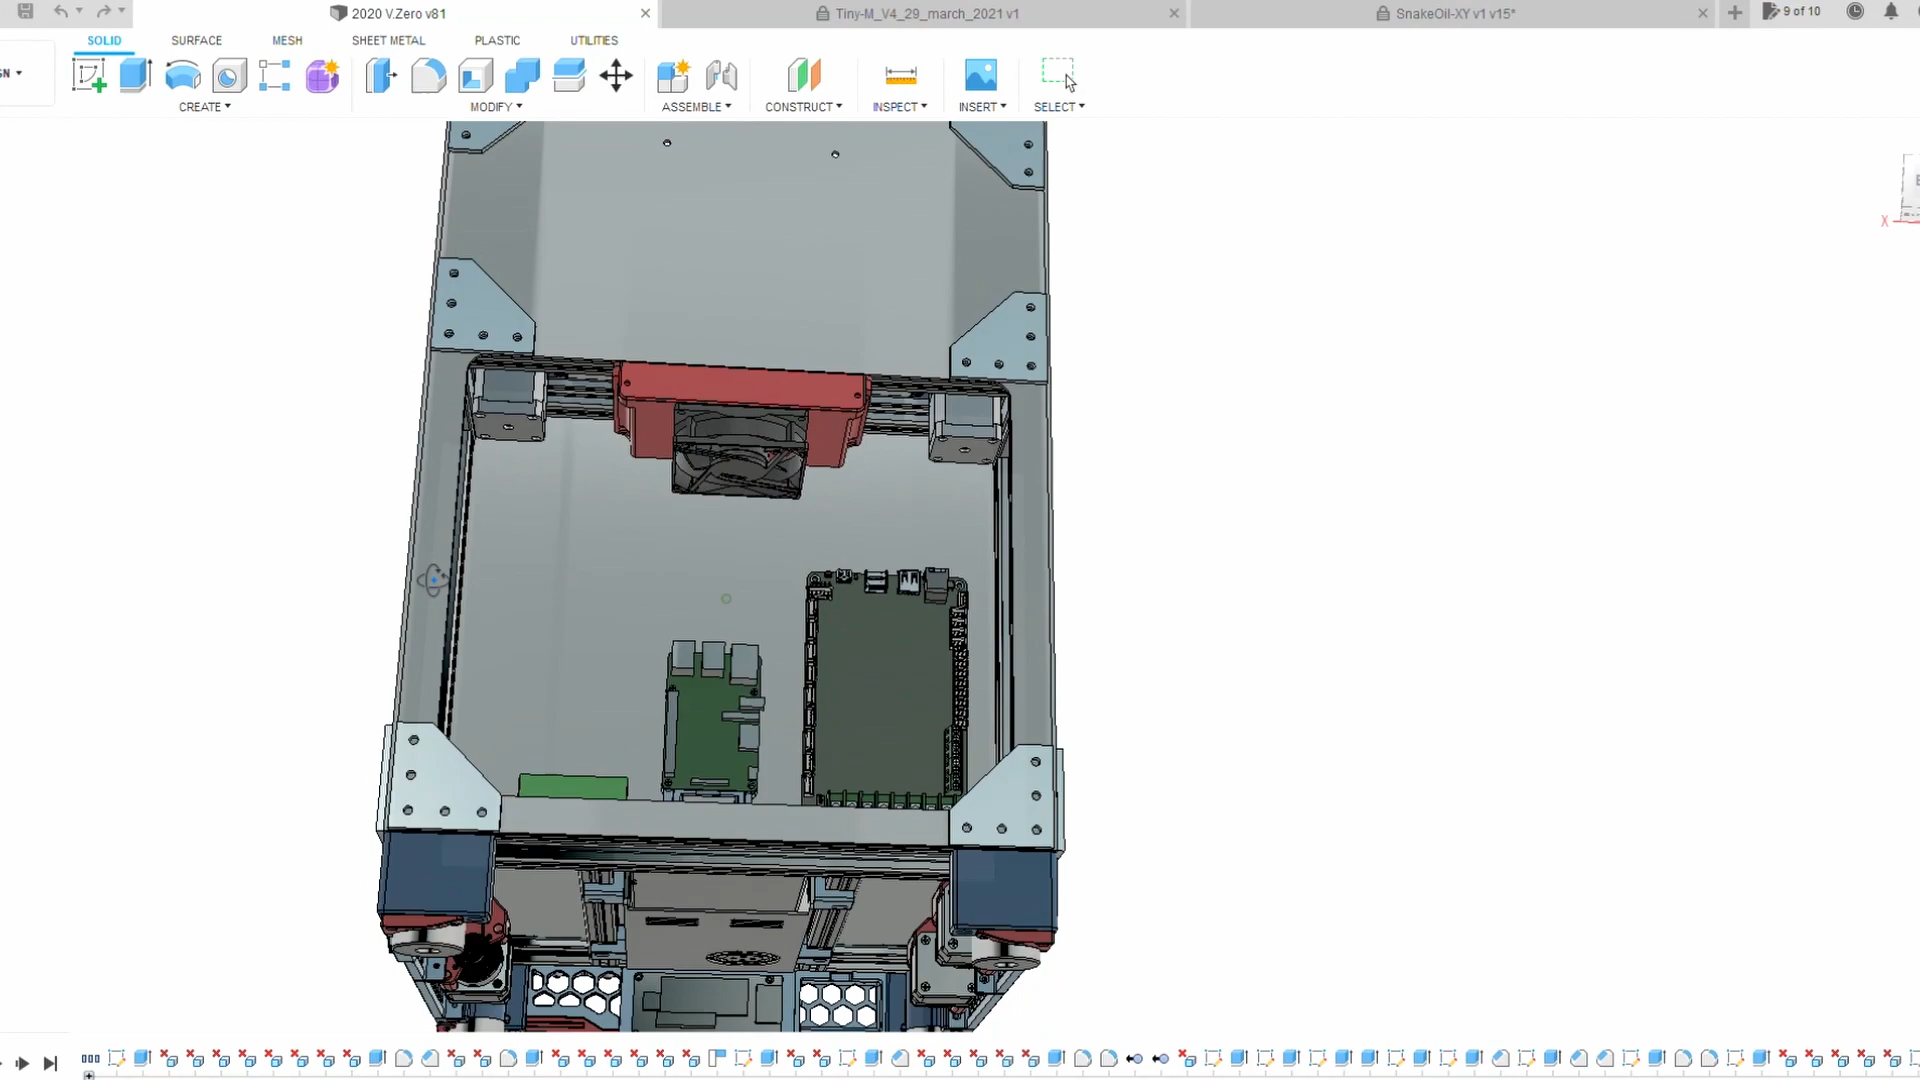 2020 V.Zero v81
Tiny-M_V4_29_march_2021 v1
SnakeOil-XY v1 v15*
9 of 10
SOLID
SURFACE
MESH
SHEET METAL
PLASTIC
UTILITIES
GN
CREATE
MODIFY
ASSEMBLE
CONSTRUCT
INSPECT
INSERT
SELECT
X